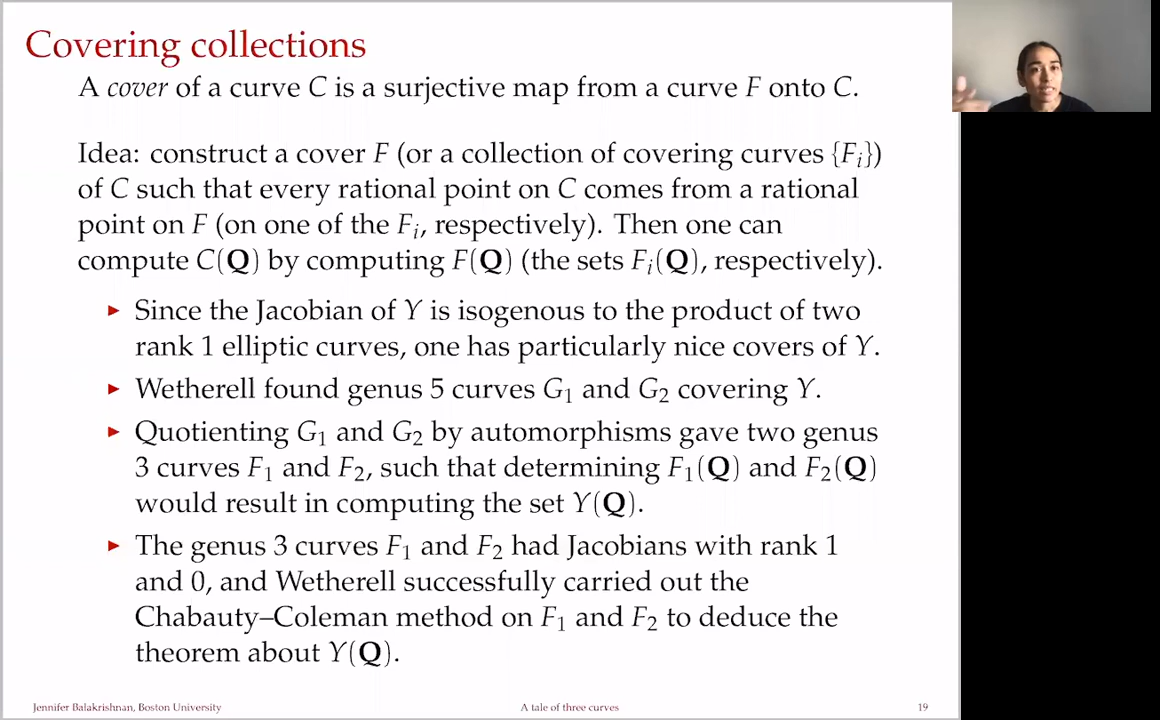 Covering collections
A cover of a curve C is a surjective map from a curve F onto C.
Idea: construct a cover F (or a collection of covering curves {Fᵢ})
of C such that every rational point on C comes from a rational
point on F (on one of the Fᵢ, respectively). Then one can
compute C(Q) by computing F(Q) (the sets Fᵢ(Q), respectively).
▸ Since the Jacobian of Y is isogenous to the product of two
rank 1 elliptic curves, one has particularly nice covers of Y.
▸ Wetherell found genus 5 curves G₁ and G₂ covering Y.
▸ Quotienting G₁ and G₂ by automorphisms gave two genus
3 curves F₁ and F₂, such that determining F₁(Q) and F₂(Q)
would result in computing the set Y(Q).
▸ The genus 3 curves F₁ and F₂ had Jacobians with rank 1
and 0, and Wetherell successfully carried out the
Chabauty–Coleman method on F₁ and F₂ to deduce the
theorem about Y(Q).
Jennifer Balakrishnan, Boston University A tale of three curves 19